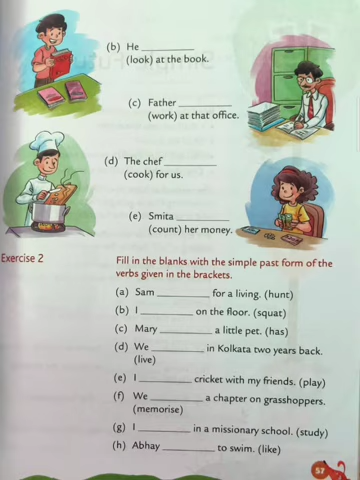 (b) He __________
(look) at the book.
(c) Father __________
(work) at that office.
(d) The chef __________
(cook) for us.
(e) Smita __________
(count) her money.
Exercise 2
Fill in the blanks with the simple past form of the
verbs given in the brackets.
(a) Sam __________ for a living. (hunt)
(b) I __________ on the floor. (squat)
(c) Mary __________ a little pet. (has)
(d) We __________ in Kolkata two years back.
(live)
(e) I __________ cricket with my friends. (play)
(f) We __________ a chapter on grasshoppers.
(memorise)
(g) I __________ in a missionary school. (study)
(h) Abhay __________ to swim. (like)
57